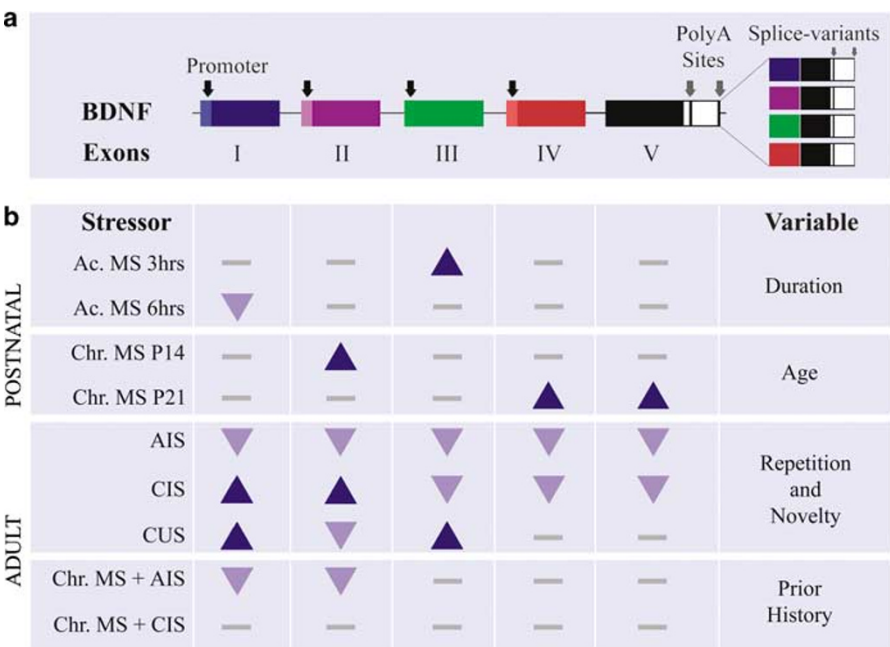 a
Promoter
PolyA
Sites
Splice-variants
BDNF
Exons
I
II
III
IV
V
b
Stressor
Variable
POSTNATAL
Ac. MS 3hrs
Ac. MS 6hrs
Duration
Chr. MS P14
Chr. MS P21
Age
ADULT
AIS
CIS
CUS
Repetition
and
Novelty
Chr. MS + AIS
Chr. MS + CIS
Prior
History